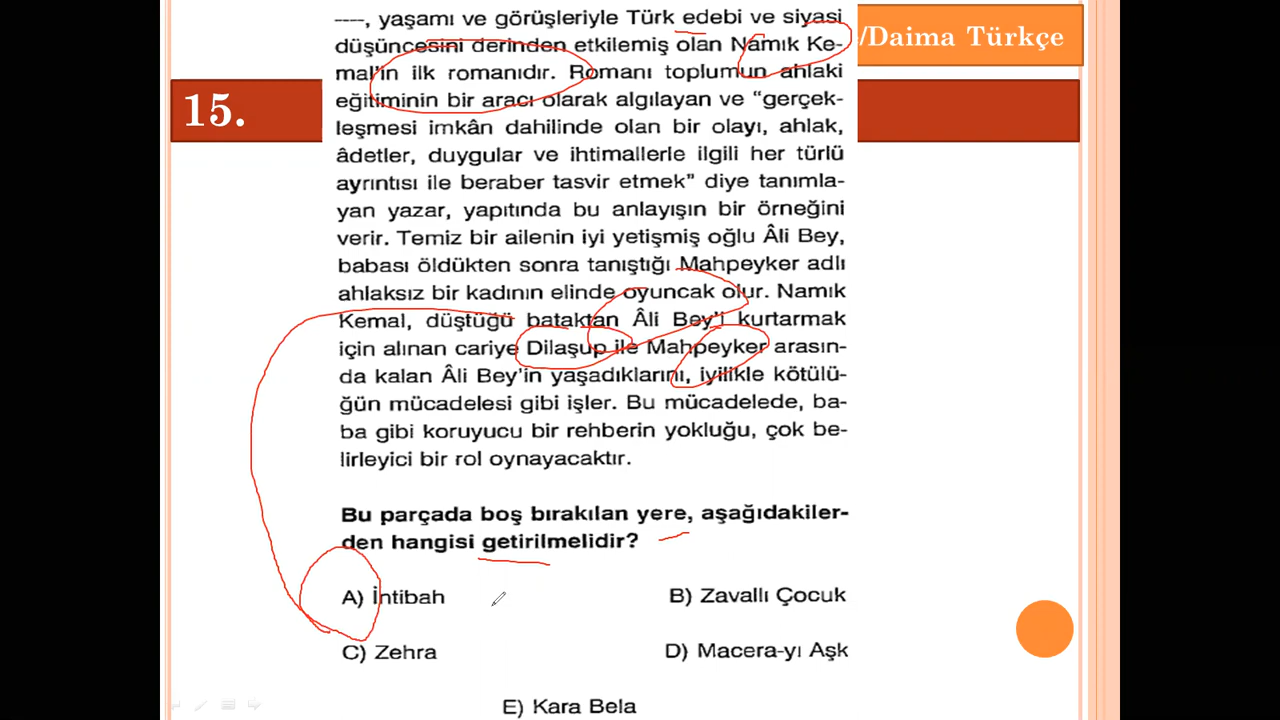 ----, yaşamı ve görüşleriyle Türk edebi ve siyasi
düşüncesini derinden etkilemiş olan Namık Ke-
mal'in ilk romanıdır. Romanı toplumun ahlaki
eğitiminin bir aracı olarak algılayan ve "gerçek-
leşmesi imkân dahilinde olan bir olayı, ahlak,
âdetler, duygular ve ihtimallerle ilgili her türlü
ayrıntısı ile beraber tasvir etmek" diye tanımla-
yan yazar, yapıtında bu anlayışın bir örneğini
verir. Temiz bir ailenin iyi yetişmiş oğlu Âli Bey,
babası öldükten sonra tanıştığı Mahpeyker adlı
ahlaksız bir kadının elinde oyuncak olur. Namık
Kemal, düştüğü bataktan Âli Bey'i kurtarmak
için alınan cariye Dilaşup ile Mahpeyker arasın-
da kalan Âli Bey'in yaşadıklarını, iyilikle kötülü-
ğün mücadelesi gibi işler. Bu mücadelede, ba-
ba gibi koruyucu bir rehberin yokluğu, çok be-
lirleyici bir rol oynayacaktır.
/Daima Türkçe
15.
Bu parçada boş bırakılan yere, aşağıdakiler-
den hangisi getirilmelidir?
A) İntibah
B) Zavallı Çocuk
C) Zehra
D) Macera-yı Aşk
E) Kara Bela